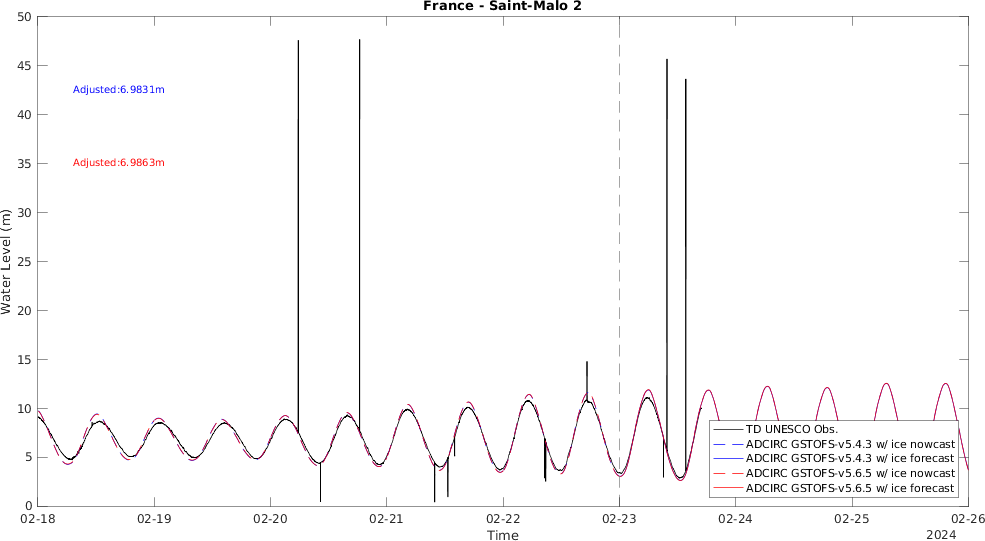 France - Saint-Malo 2
50
45
40
35
30
25
20
15
10
5
0
Water Level (m)
Adjusted:6.9831m
Adjusted:6.9863m
TD UNESCO Obs.
ADCIRC GSTOFS-v5.4.3 w/ ice nowcast
ADCIRC GSTOFS-v5.4.3 w/ ice forecast
ADCIRC GSTOFS-v5.6.5 w/ ice nowcast
ADCIRC GSTOFS-v5.6.5 w/ ice forecast
02-18 02-19 02-20 02-21 02-22 02-23 02-24 02-25 02-26
Time
2024